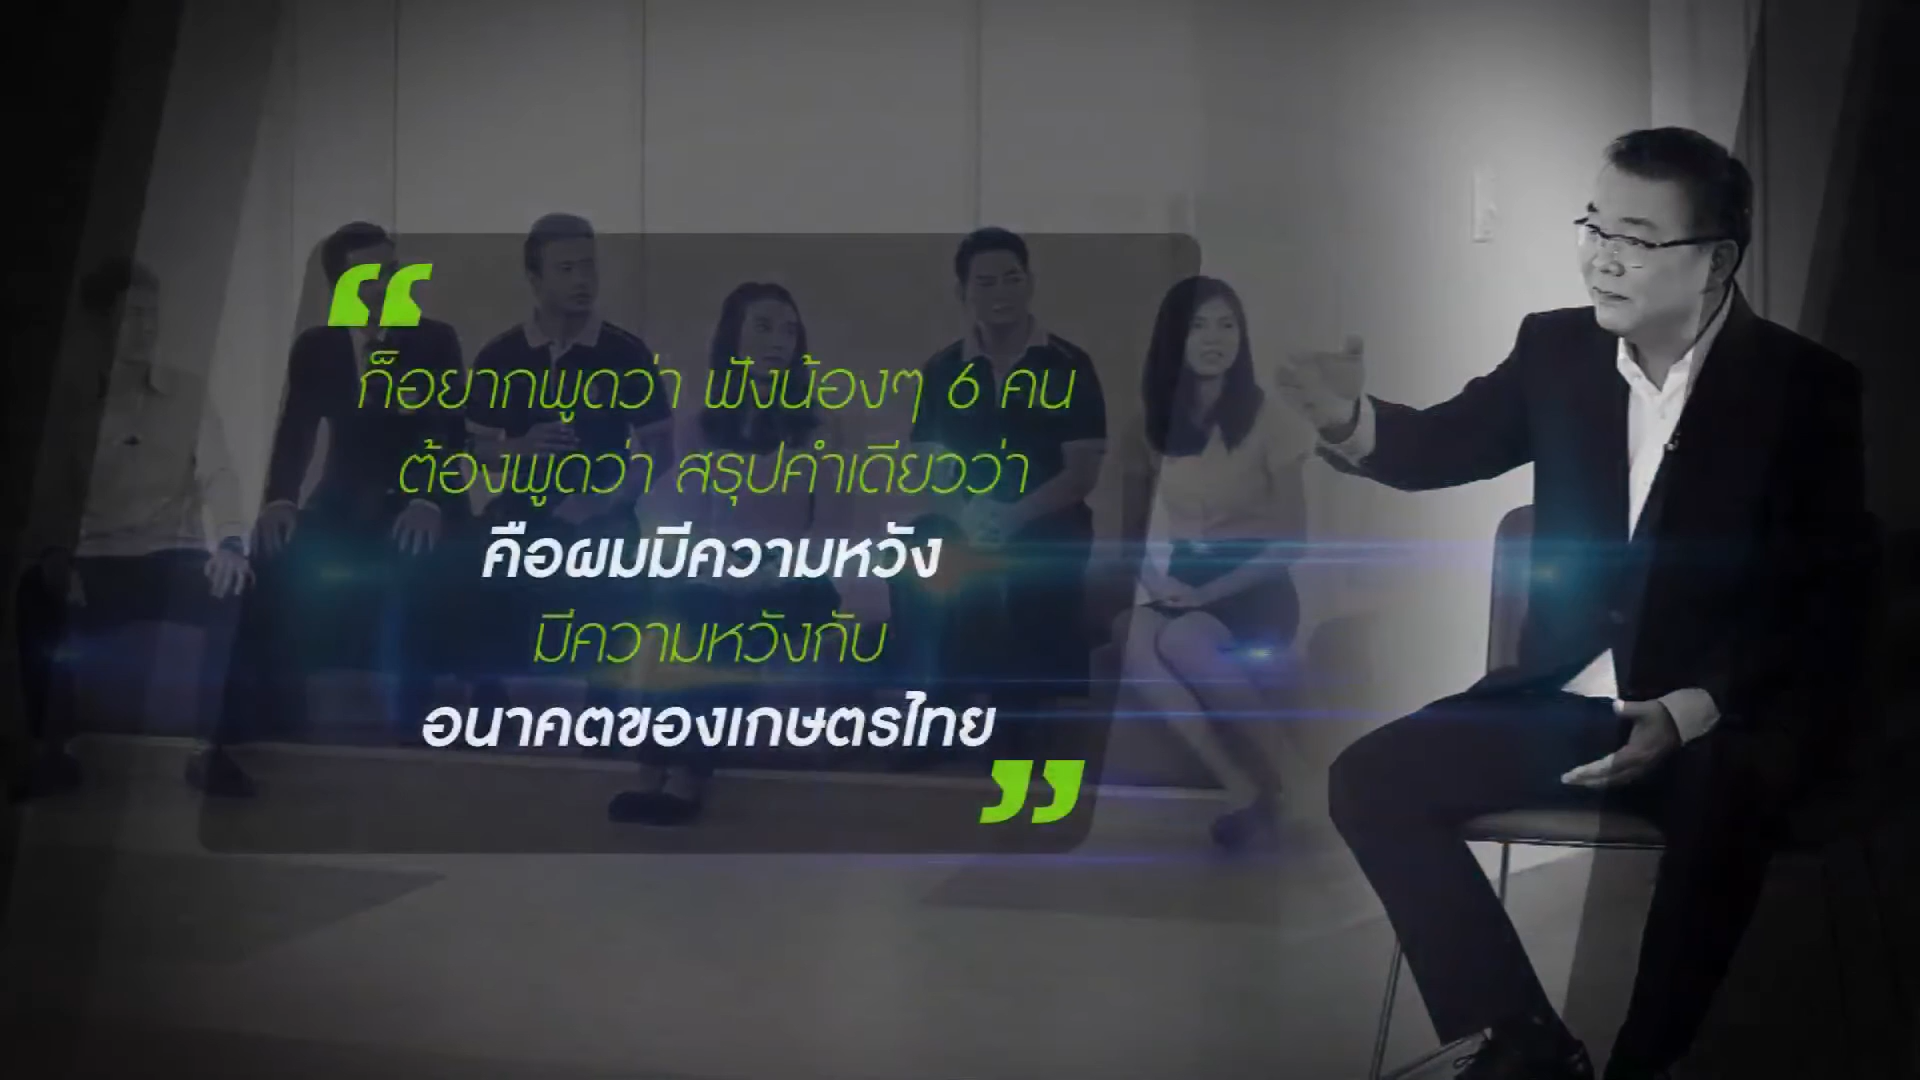 “
ก็อยากพูดว่า ฟังน้องๆ 6 คน
ต้องพูดว่า สรุปคำเดียวว่า
คือผมมีความหวัง
มีความหวังกับ
อนาคตของเกษตรไทย
”